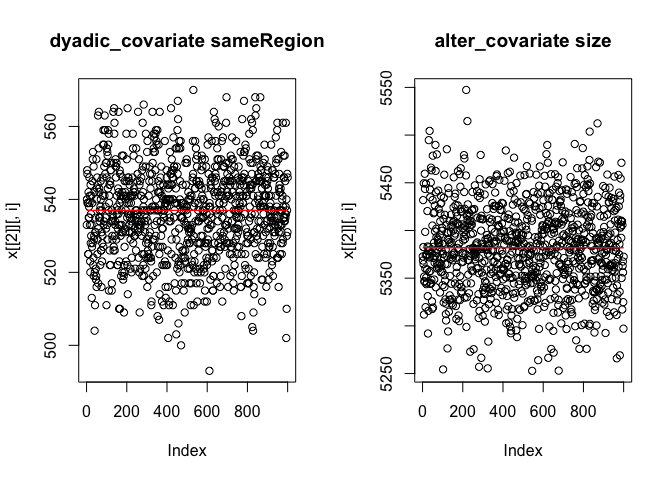 dyadic_covariate sameRegion
x[[2]][, i]
560
540
520
500
0 200 400 600 800
Index
alter_covariate size
x[[2]][, i]
5550
5450
5350
5250
0 200 400 600 800
Index